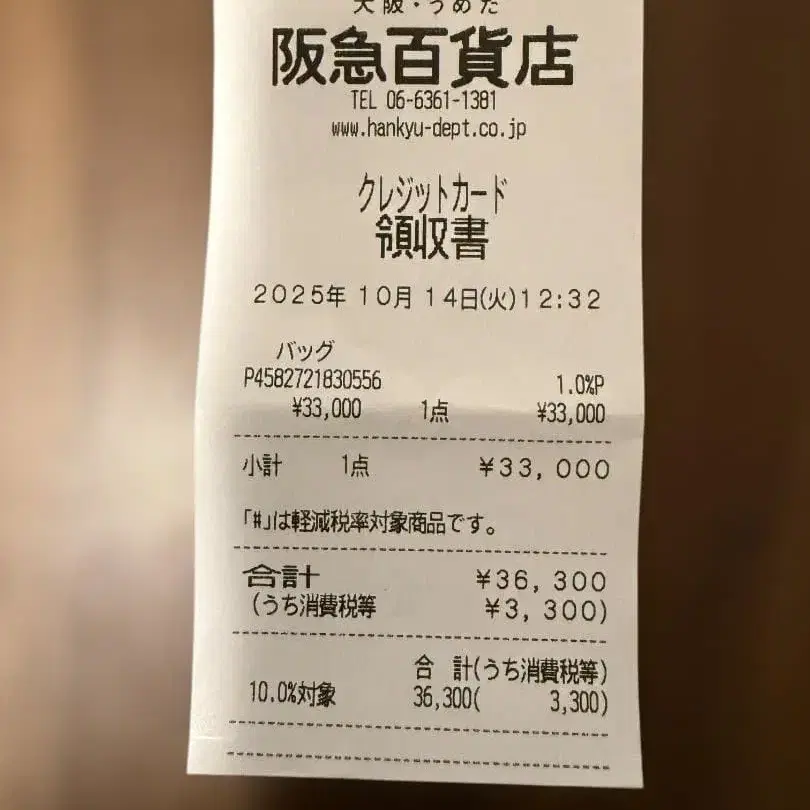 大阪・うめだ
阪急百貨店
TEL 06-6361-1381
www.hankyu-dept.co.jp
クレジットカード
領収書
2025年 10月 14日(火)12:32
バッグ
P4582721830556 1.0%P
¥33,000 1点 ¥33,000
小計 1点 ¥33,000
「#」は軽減税率対象商品です。
合計 ¥36,300
(うち消費税等 ¥3,300)
合 計(うち消費税等)
10.0%対象 36,300( 3,300)